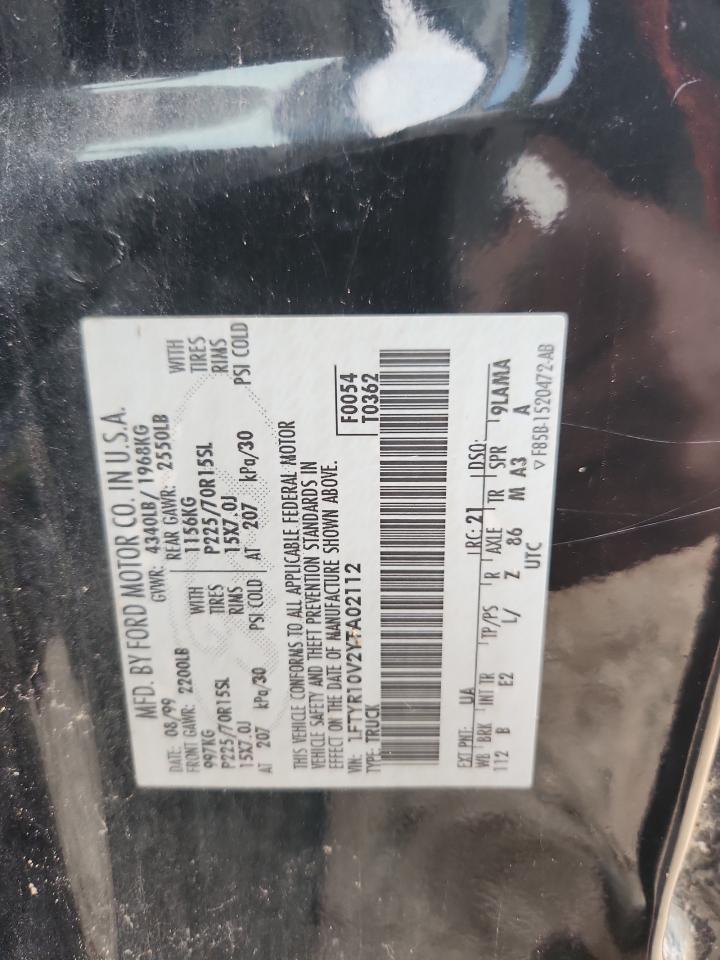 MFD. BY FORD MOTOR CO. IN U.S.A.
DATE: 08/99 GVWR: 4340LB/ 1968KG
FRONT GAWR: 2200LB REAR GAWR: 2550LB
997KG WITH 1156KG WITH
P225/70R15SL TIRES P225/70R15SL TIRES
15X7.0J RIMS 15X7.0J RIMS
AT 207 kPa/30 PSI COLD AT 207 kPa/30 PSI COLD
THIS VEHICLE CONFORMS TO ALL APPLICABLE FEDERAL MOTOR
VEHICLE SAFETY AND THEFT PREVENTION STANDARDS IN
EFFECT ON THE DATE OF MANUFACTURE SHOWN ABOVE.
VIN: 1FTYR10V2YTA02112 F0054
TYPE: TRUCK T0362
EXT PNT: UA RC: 21 DSO:
WB BRK INT TR TP/PS R AXLE TR SPR 9LAMA
112 B E2 L/ Z 86 M A3 A
UTC ▽ F85B-1520472-AB